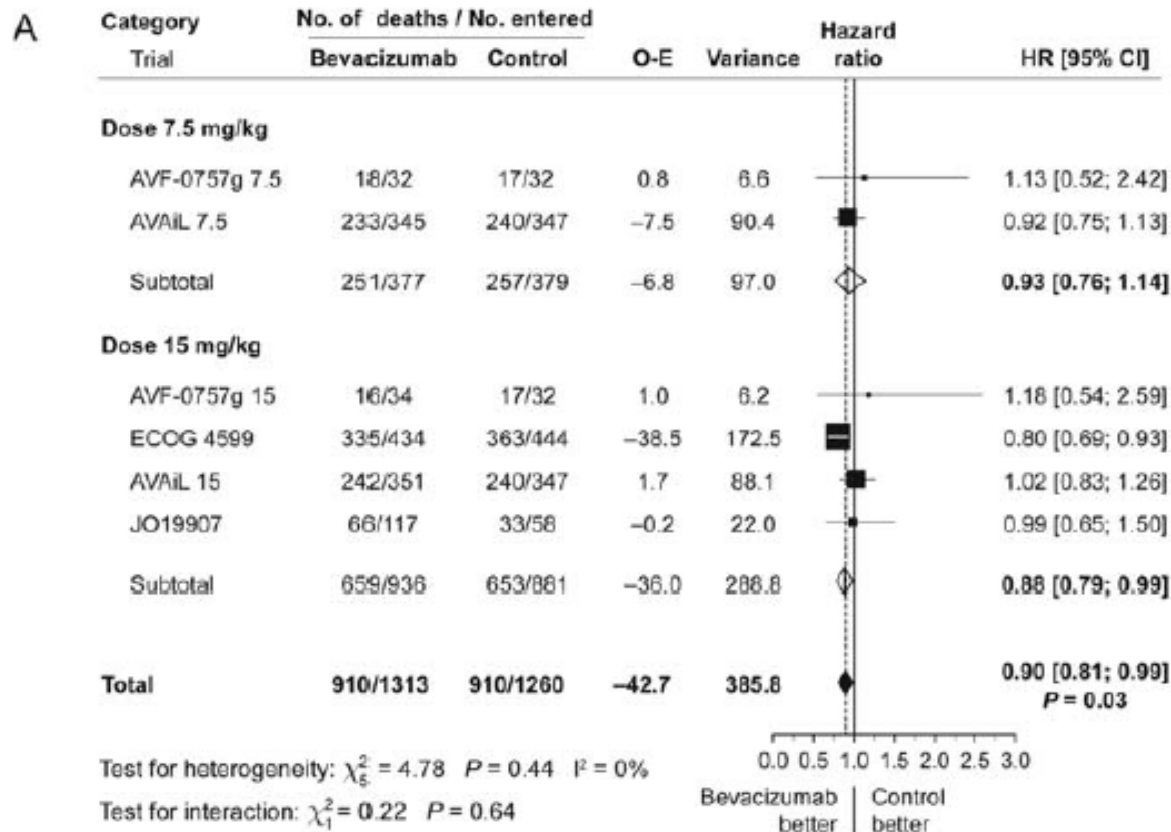 A
Category No. of deaths / No. entered Hazard
Trial Bevacizumab Control O-E Variance ratio HR [95% CI]
Dose 7.5 mg/kg
AVF-0757g 7.5 18/32 17/32 0.8 6.6 1.13 [0.52; 2.42]
AVAiL 7.5 233/345 240/347 −7.5 90.4 0.92 [0.75; 1.13]
Subtotal 251/377 257/379 −6.8 97.0 0.93 [0.76; 1.14]
Dose 15 mg/kg
AVF-0757g 15 16/34 17/32 1.0 6.2 1.18 [0.54; 2.59]
ECOG 4599 335/434 363/444 −38.5 172.5 0.80 [0.69; 0.93]
AVAiL 15 242/351 240/347 1.7 88.1 1.02 [0.83; 1.26]
JO19907 66/117 33/58 −0.2 22.0 0.99 [0.65; 1.50]
Subtotal 659/936 653/881 −36.0 288.8 0.88 [0.79; 0.99]
Total 910/1313 910/1260 −42.7 385.8 0.90 [0.81; 0.99]
P = 0.03
0.0 0.5 1.0 1.5 2.0 2.5 3.0
Test for heterogeneity: χ²₅ = 4.78 P = 0.44 I² = 0%
Test for interaction: χ²₁ = 0.22 P = 0.64
Bevacizumab Control
better better